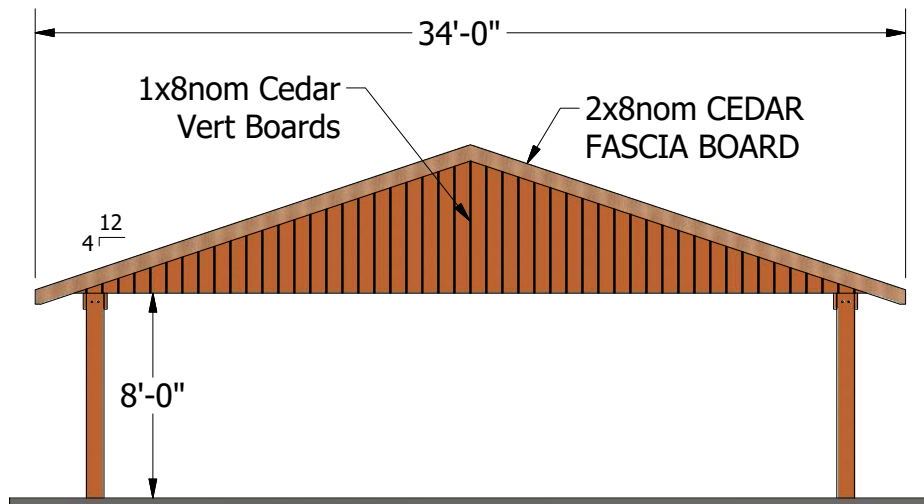 34'-0"
1x8nom Cedar
Vert Boards
2x8nom CEDAR
FASCIA BOARD
12
4
8'-0"